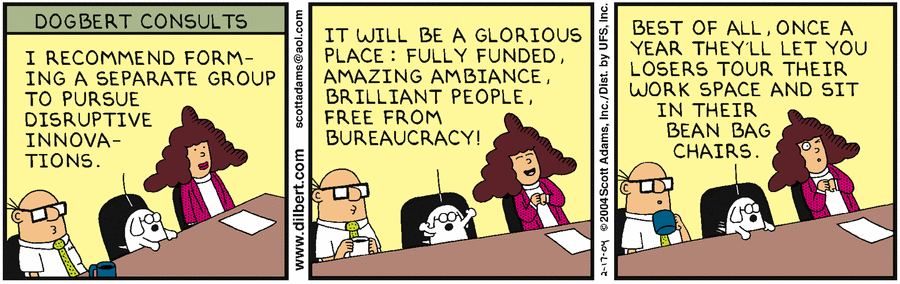 DOGBERT CONSULTS
I RECOMMEND FORM-
ING A SEPARATE GROUP
TO PURSUE
DISRUPTIVE
INNOVA-
TIONS.
www.dilbert.com scottadams@aol.com
IT WILL BE A GLORIOUS
PLACE: FULLY FUNDED,
AMAZING AMBIANCE,
BRILLIANT PEOPLE,
FREE FROM
BUREAUCRACY!
2-17-04 © 2004 Scott Adams, Inc./Dist. by UFS, Inc.
BEST OF ALL, ONCE A
YEAR THEY'LL LET YOU
LOSERS TOUR THEIR
WORK SPACE AND SIT
IN THEIR
BEAN BAG
CHAIRS.